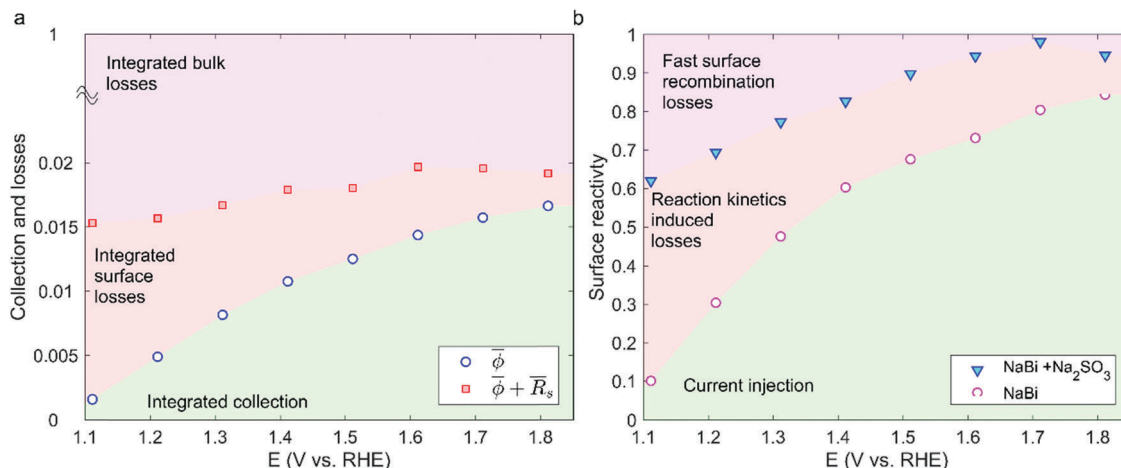 a
Integrated bulk
losses
Integrated
surface
losses
Integrated collection
ϕ̅
ϕ̅ + R̅ₛ
Collection and losses
0
0.005
0.01
0.015
0.02
1
1.1 1.2 1.3 1.4 1.5 1.6 1.7 1.8
E (V vs. RHE)
b
Fast surface
recombination
losses
Reaction kinetics
induced
losses
Current injection
NaBi +Na₂SO₃
NaBi
Surface reactivty
0
0.1
0.2
0.3
0.4
0.5
0.6
0.7
0.8
0.9
1
1.1 1.2 1.3 1.4 1.5 1.6 1.7 1.8
E (V vs. RHE)